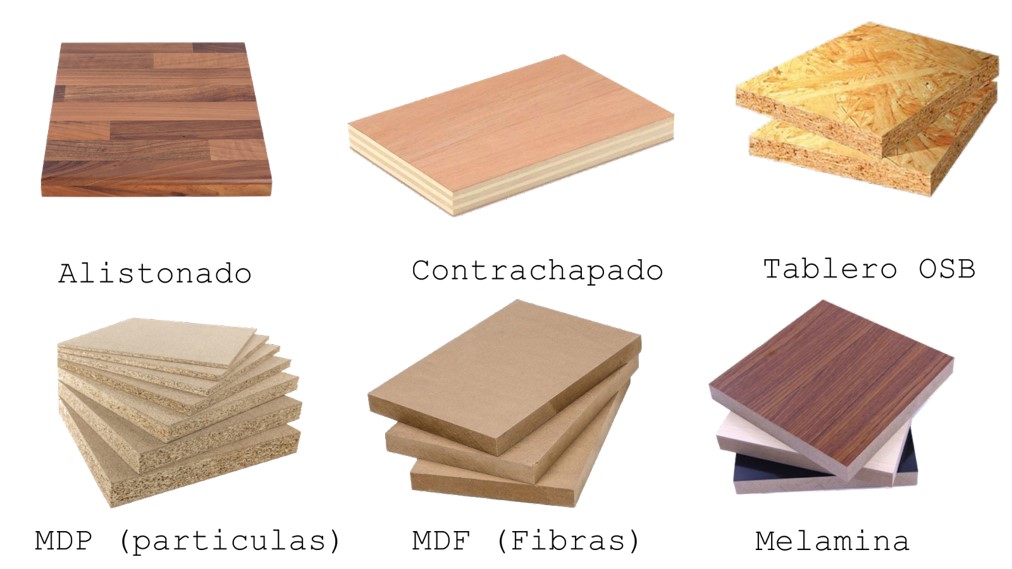 Alistonado
Contrachapado
Tablero OSB
MDP (particulas)
MDF (Fibras)
Melamina